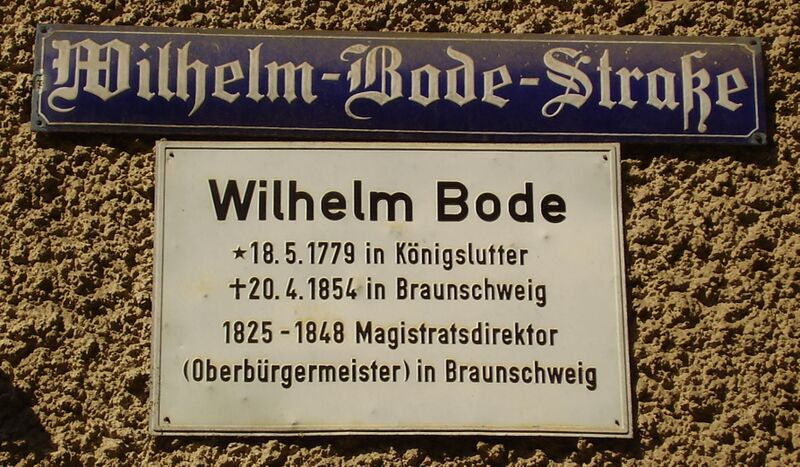 Wilhelm-Bode-Straße
Wilhelm Bode
★18.5.1779 in Königslutter
✝20.4.1854 in Braunschweig
1825-1848 Magistratsdirektor
(Oberbürgermeister) in Braunschweig